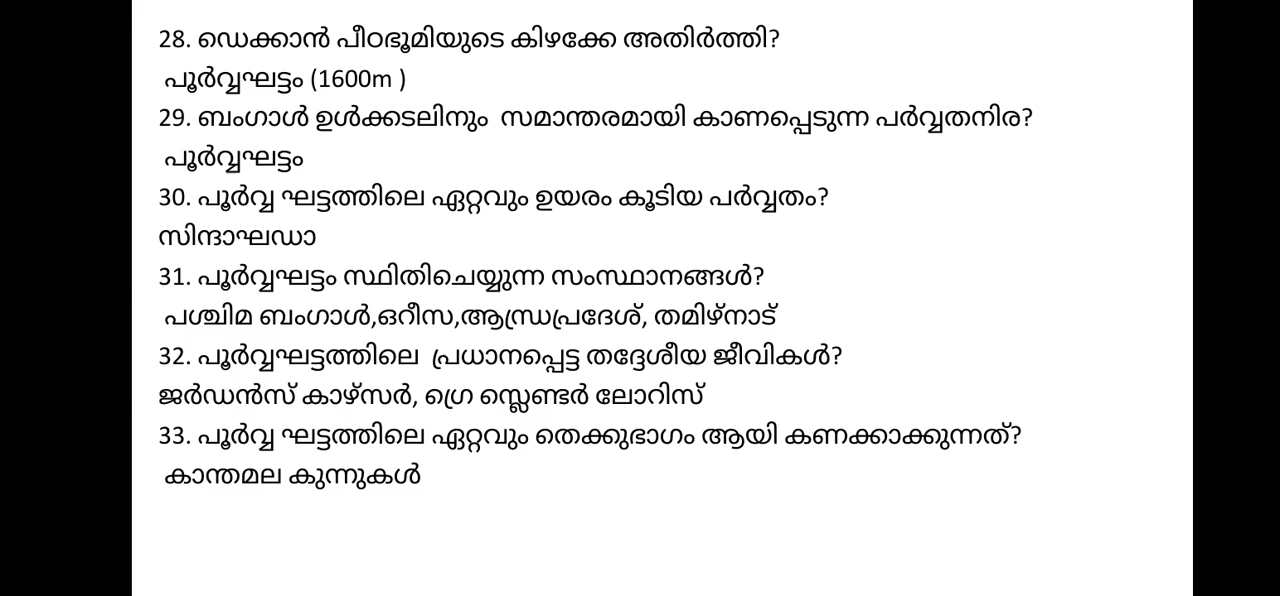 28. ഡെക്കാൻ പീഠഭൂമിയുടെ കിഴക്കേ അതിർത്തി?
പൂർവ്വഘട്ടം (1600m )
29. ബംഗാൾ ഉൾക്കടലിനും സമാന്തരമായി കാണപ്പെടുന്ന പർവ്വതനിര?
പൂർവ്വഘട്ടം
30. പൂർവ്വ ഘട്ടത്തിലെ ഏറ്റവും ഉയരം കൂടിയ പർവ്വതം?
സിന്ദാഘഡാ
31. പൂർവ്വഘട്ടം സ്ഥിതിചെയ്യുന്ന സംസ്ഥാനങ്ങൾ?
പശ്ചിമ ബംഗാൾ,ഒറീസ,ആന്ധ്രപ്രദേശ്, തമിഴ്നാട്
32. പൂർവ്വഘട്ടത്തിലെ പ്രധാനപ്പെട്ട തദ്ദേശീയ ജീവികൾ?
ജർഡൻസ് കാഴ്സർ, ഗ്രെ സ്ലെണ്ടർ ലോറിസ്
33. പൂർവ്വ ഘട്ടത്തിലെ ഏറ്റവും തെക്കുഭാഗം ആയി കണക്കാക്കുന്നത്?
കാന്തമല കുന്നുകൾ